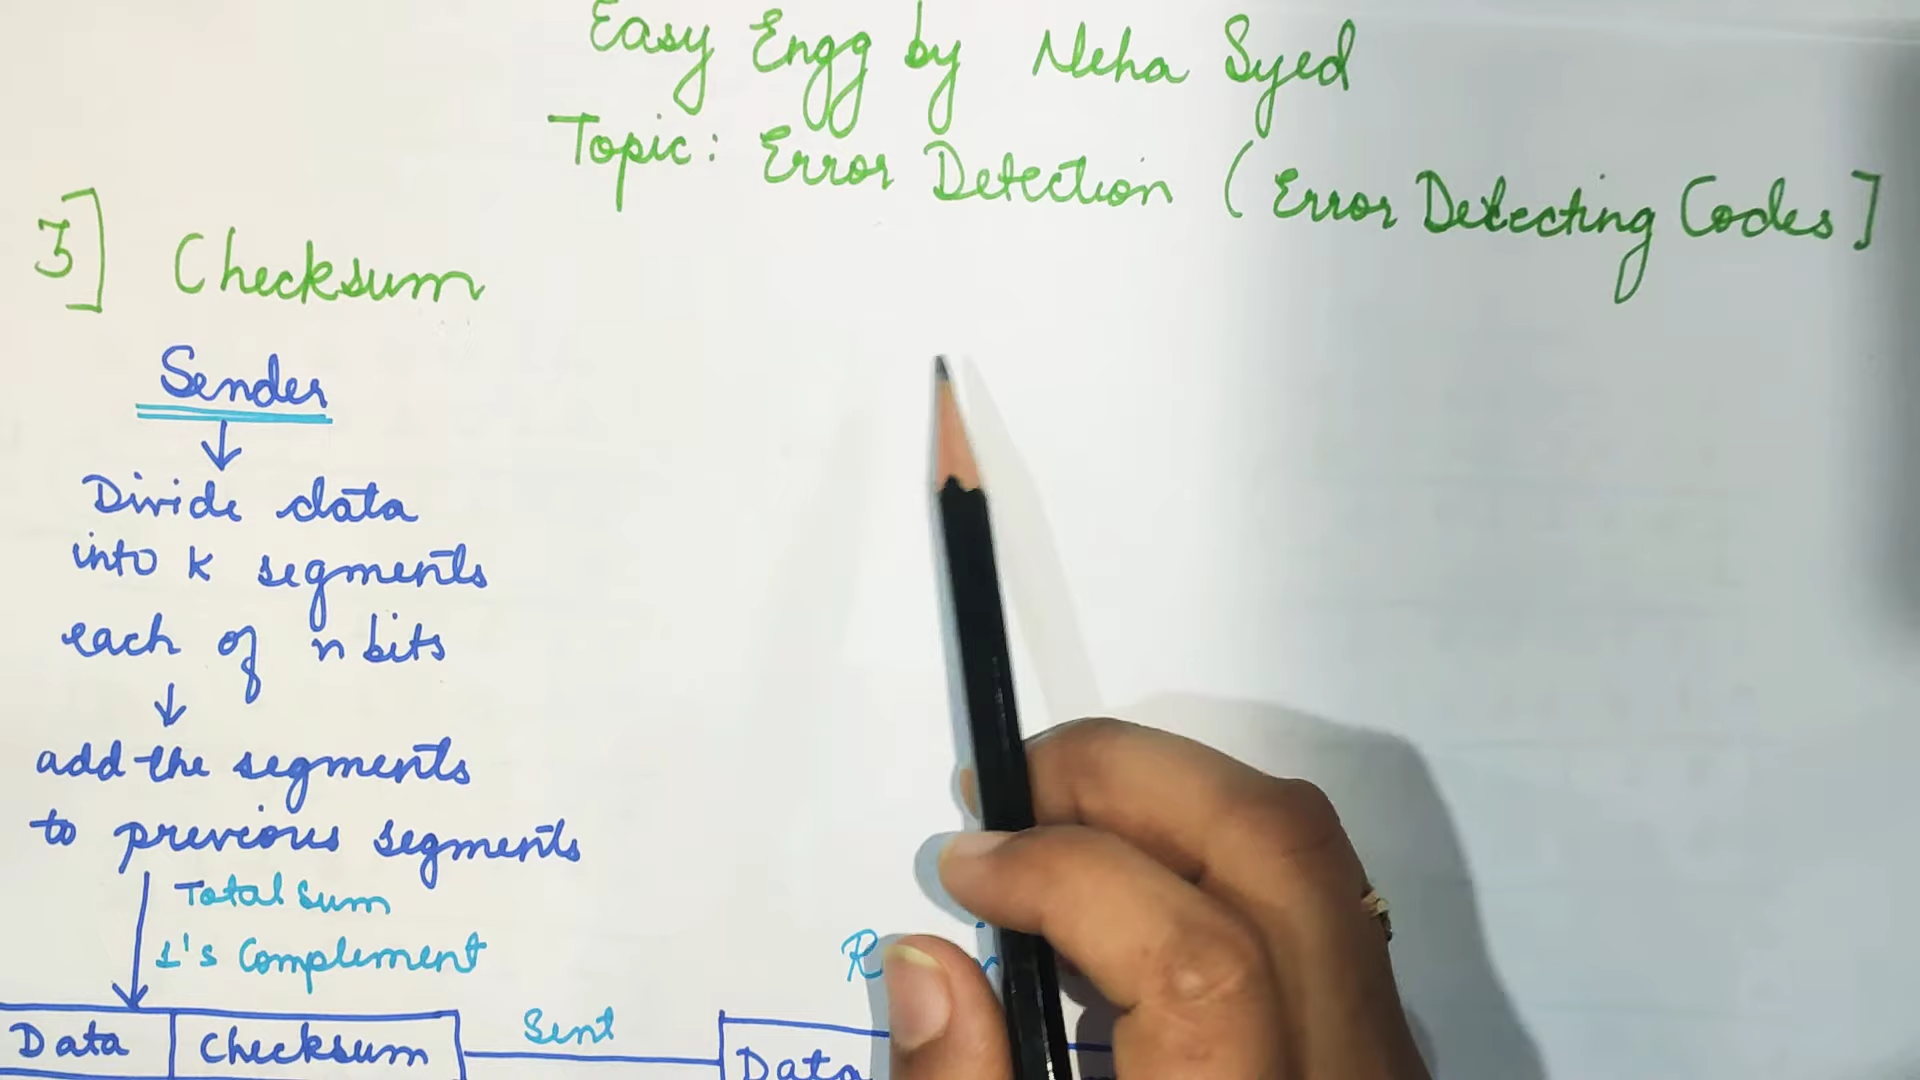 Easy Engg by Neha Syed
Topic: Error Detection (Error Detecting Codes]
3] Checksum
Sender
↓
Divide data
into k segments
each of n bits
↓
add the segments
to previous segments
Total Sum
1's Complement
Data Checksum Sent Data